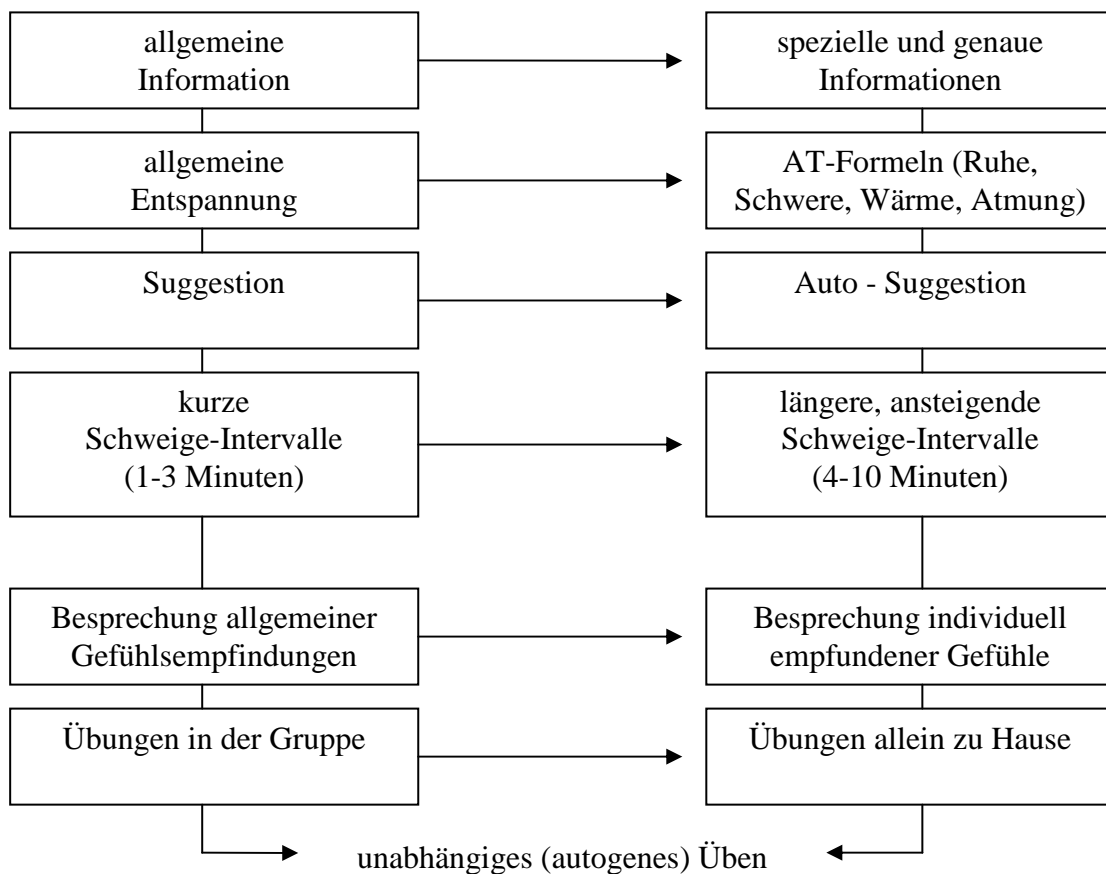 allgemeine
Information
spezielle und genaue
Informationen
allgemeine
Entspannung
AT-Formeln (Ruhe,
Schwere, Wärme, Atmung)
Suggestion
Auto - Suggestion
kurze
Schweige-Intervalle
(1-3 Minuten)
längere, ansteigende
Schweige-Intervalle
(4-10 Minuten)
Besprechung allgemeiner
Gefühlsempfindungen
Besprechung individuell
empfundener Gefühle
Übungen in der Gruppe
Übungen allein zu Hause
unabhängiges (autogenes) Üben